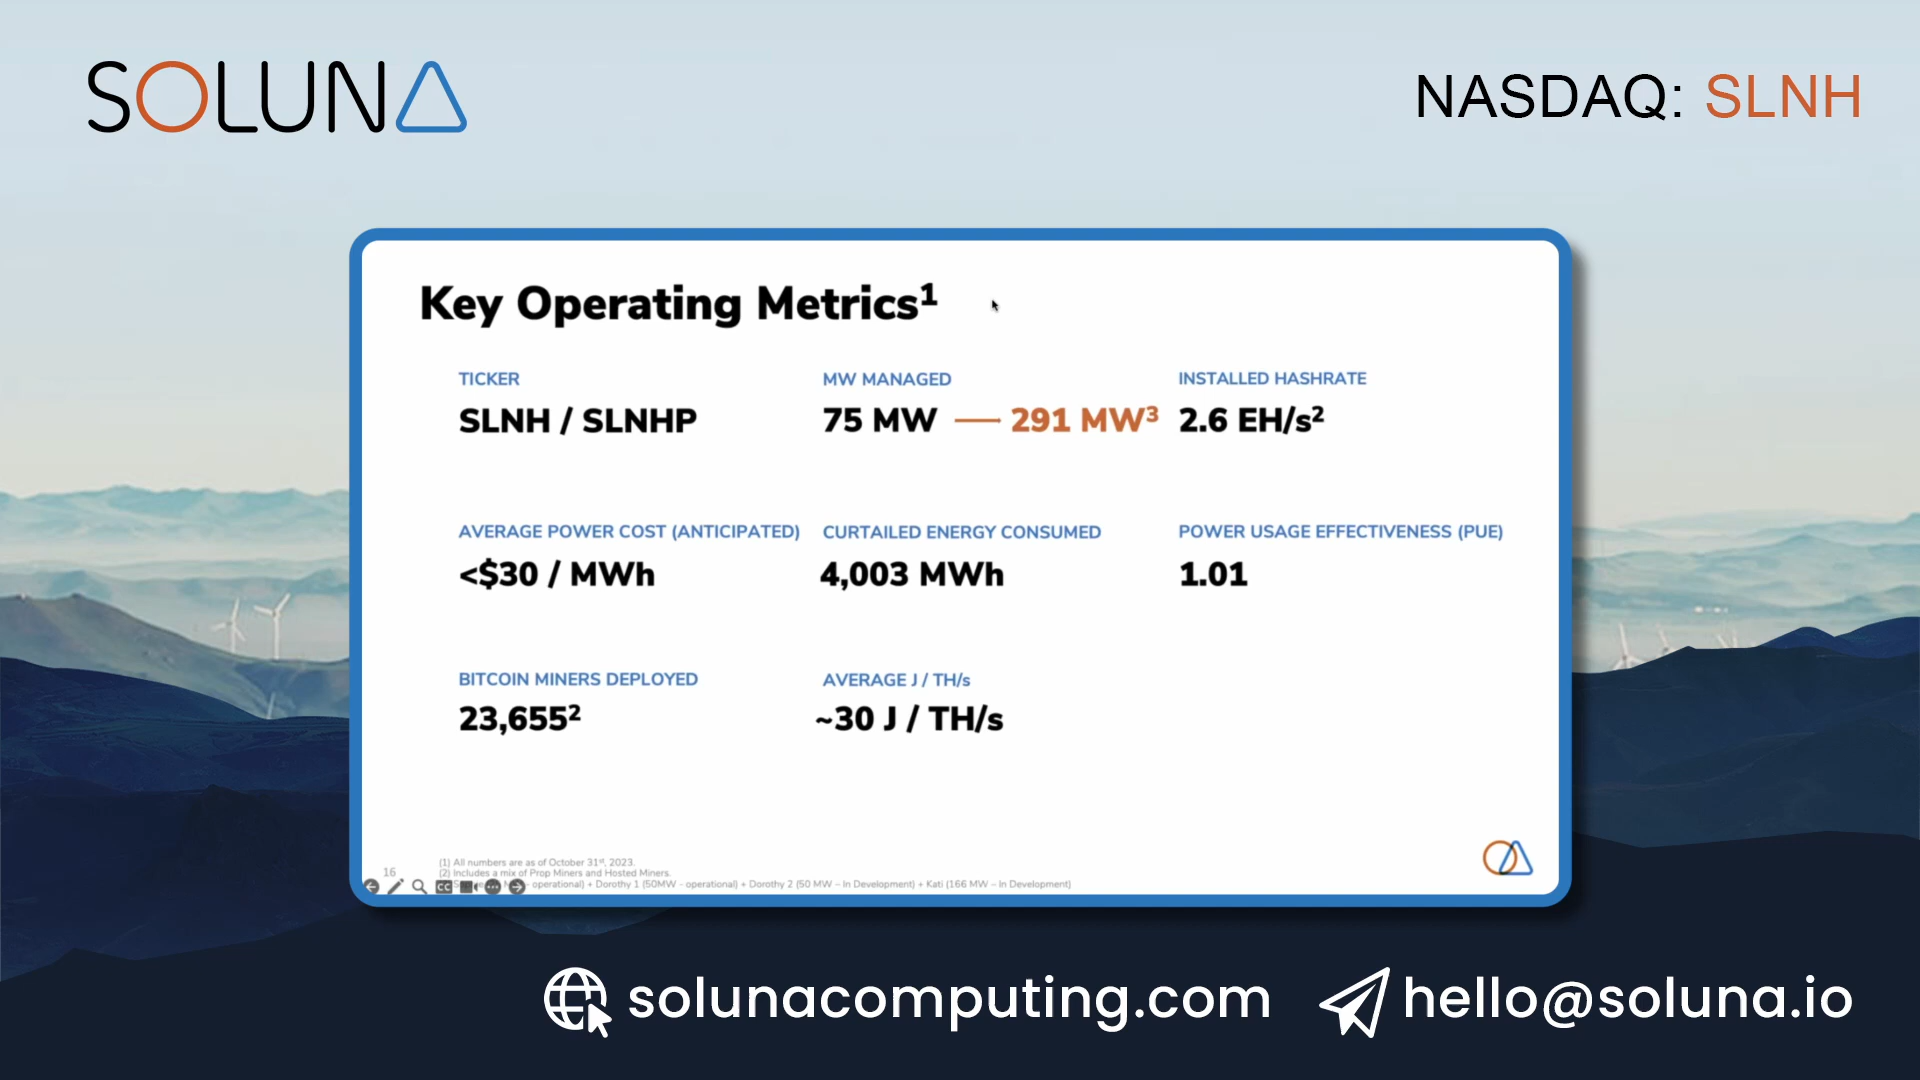 SOLUNA
NASDAQ: SLNH
Key Operating Metrics¹
TICKER
SLNH / SLNHP
MW MANAGED
75 MW — 291 MW³
INSTALLED HASHRATE
2.6 EH/s²
AVERAGE POWER COST (ANTICIPATED)
<$30 / MWh
CURTAILED ENERGY CONSUMED
4,003 MWh
POWER USAGE EFFECTIVENESS (PUE)
1.01
BITCOIN MINERS DEPLOYED
23,655²
AVERAGE J / TH/s
~30 J / TH/s
(1) All numbers are as of October 31ˢᵗ, 2023.
16
(2) Includes a mix of Prop Miners and Hosted Miners.
CC
- operational) + Dorothy 1 (50MW - operational) + Dorothy 2 (50 MW – In Development) + Kati (166 MW – In Development)
solunacomputing.com
hello@soluna.io